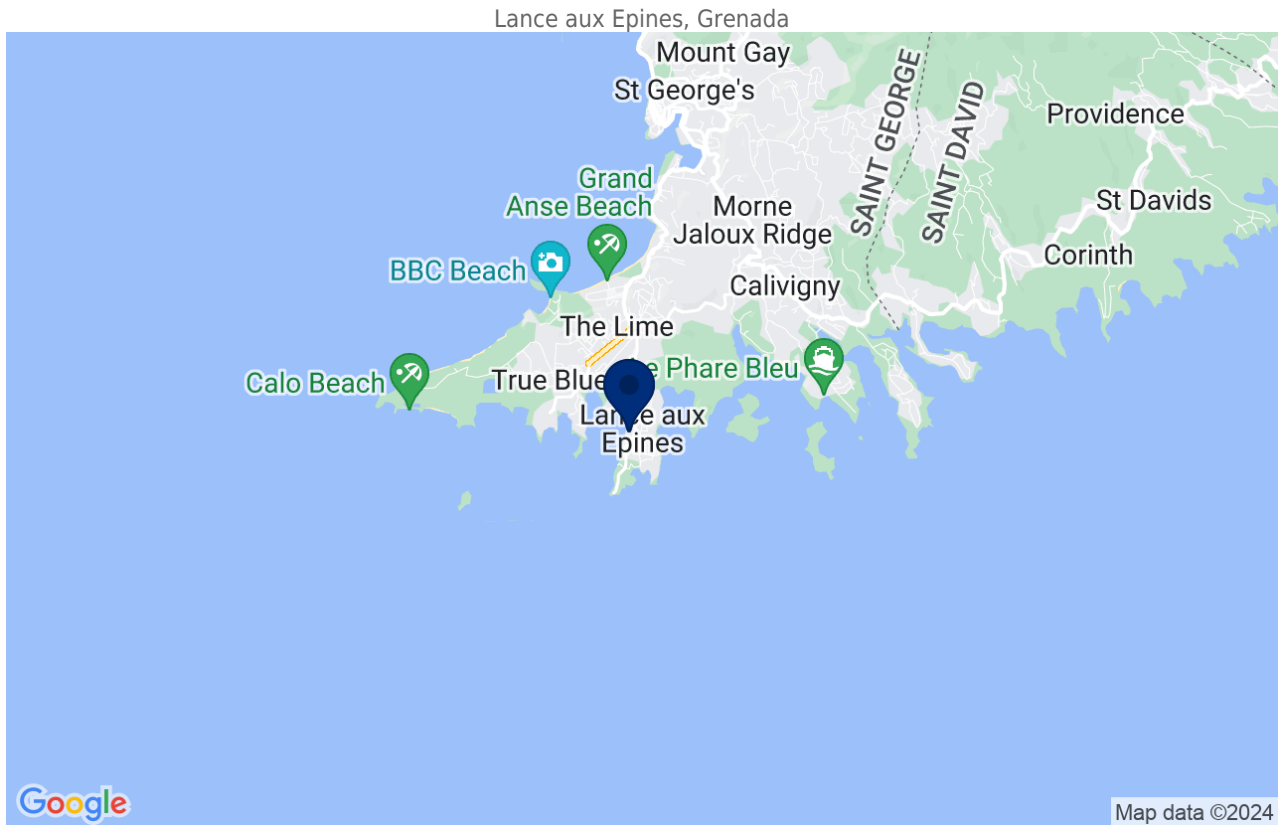 Lance aux Epines, Grenada
Mount Gay
St George's
SAINT GEORGE
SAINT DAVID
Providence
Grand
Anse Beach
Morne
Jaloux Ridge
St Davids
BBC Beach
Corinth
Calivigny
The Lime
Calo Beach
True Blue
Phare Bleu
Lance aux
Epines
Google
Map data ©2024